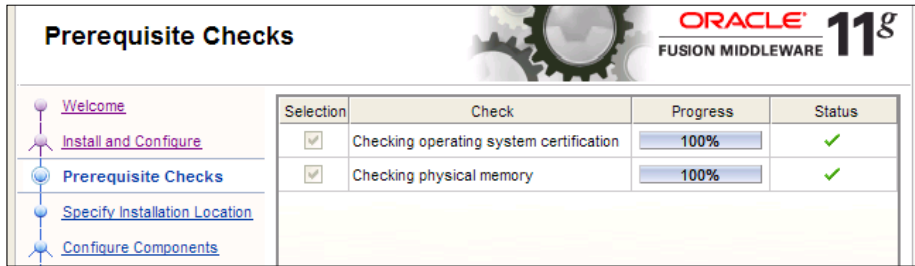 Prerequisite Checks
ORACLE
FUSION MIDDLEWARE 11g
Welcome
Install and Configure
Prerequisite Checks
Specify Installation Location
Configure Components
Selection Check Progress Status
Checking operating system certification 100%
Checking physical memory 100%